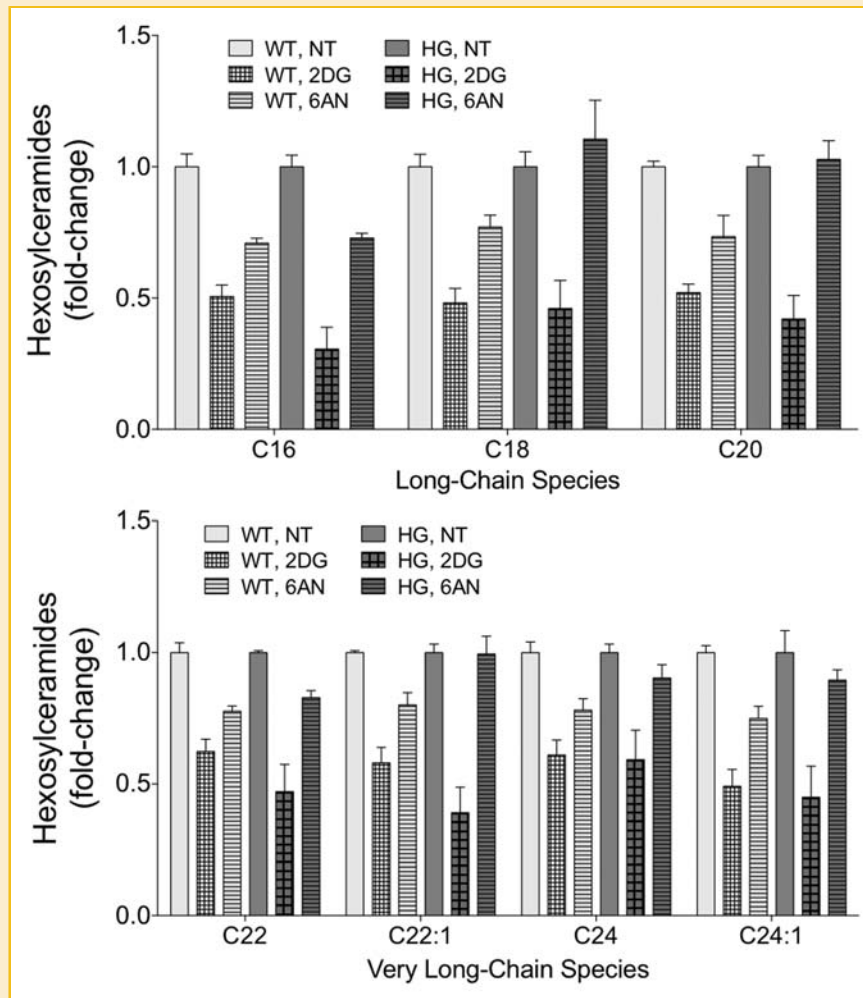 Hexosylceramides
(fold-change)
1.5
1.0
0.5
0.0
WT, NT
HG, NT
WT, 2DG
HG, 2DG
WT, 6AN
HG, 6AN
C16
C18
C20
Long-Chain Species
Hexosylceramides
(fold-change)
1.5
1.0
0.5
0.0
WT, NT
HG, NT
WT, 2DG
HG, 2DG
WT, 6AN
HG, 6AN
C22
C22:1
C24
C24:1
Very Long-Chain Species